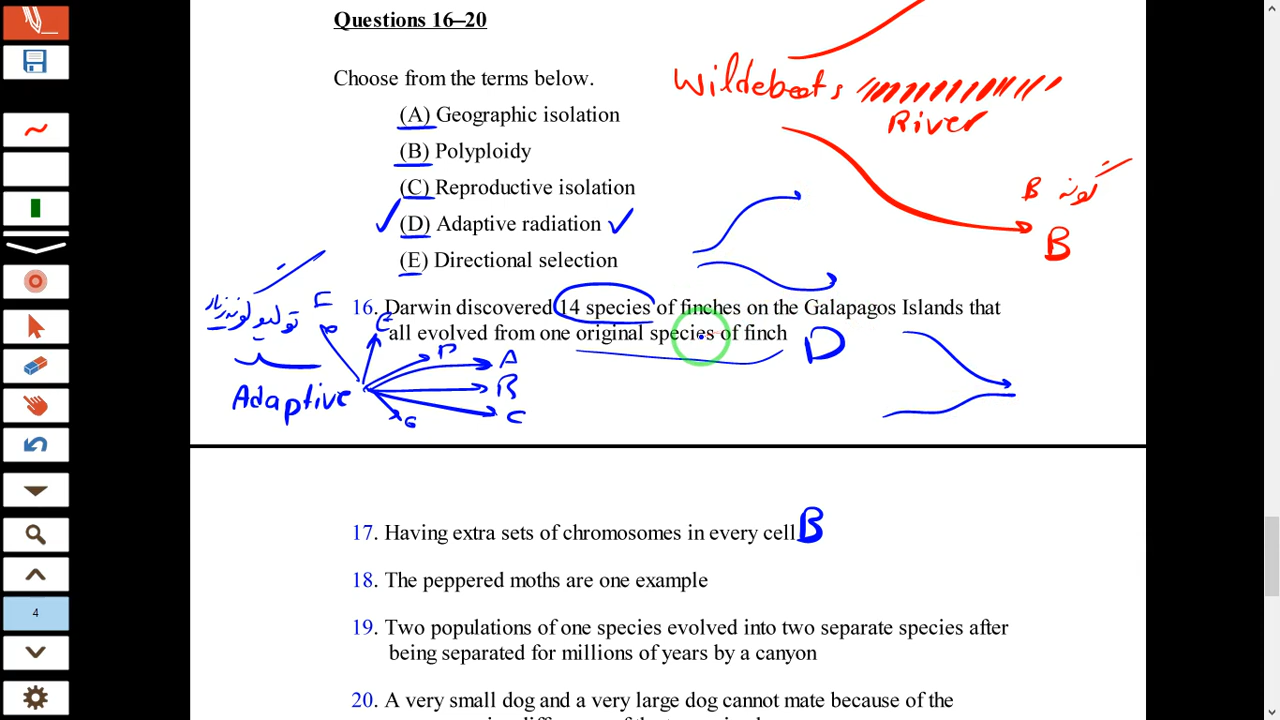 Questions 16–20
Choose from the terms below.
(A) Geographic isolation
(B) Polyploidy
(C) Reproductive isolation
(D) Adaptive radiation
(E) Directional selection
Wildebeets
River
گونه B
B
16. Darwin discovered 14 species of finches on the Galapagos Islands that
all evolved from one original species of finch D
Adaptive
E
D
A
B
C
G
17. Having extra sets of chromosomes in every cell B
18. The peppered moths are one example
19. Two populations of one species evolved into two separate species after
being separated for millions of years by a canyon
20. A very small dog and a very large dog cannot mate because of the
4